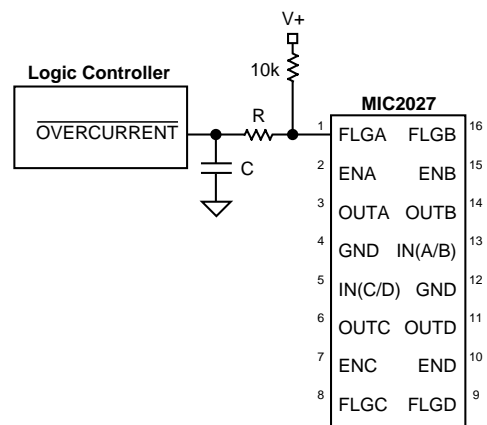 V+
Logic Controller
10k
R
MIC2027
OVERCURRENT
C
1 FLGA FLGB 16
2 ENA ENB 15
3 OUTA OUTB 14
4 GND IN(A/B) 13
5 IN(C/D) GND 12
6 OUTC OUTD 11
7 ENC END 10
8 FLGC FLGD 9